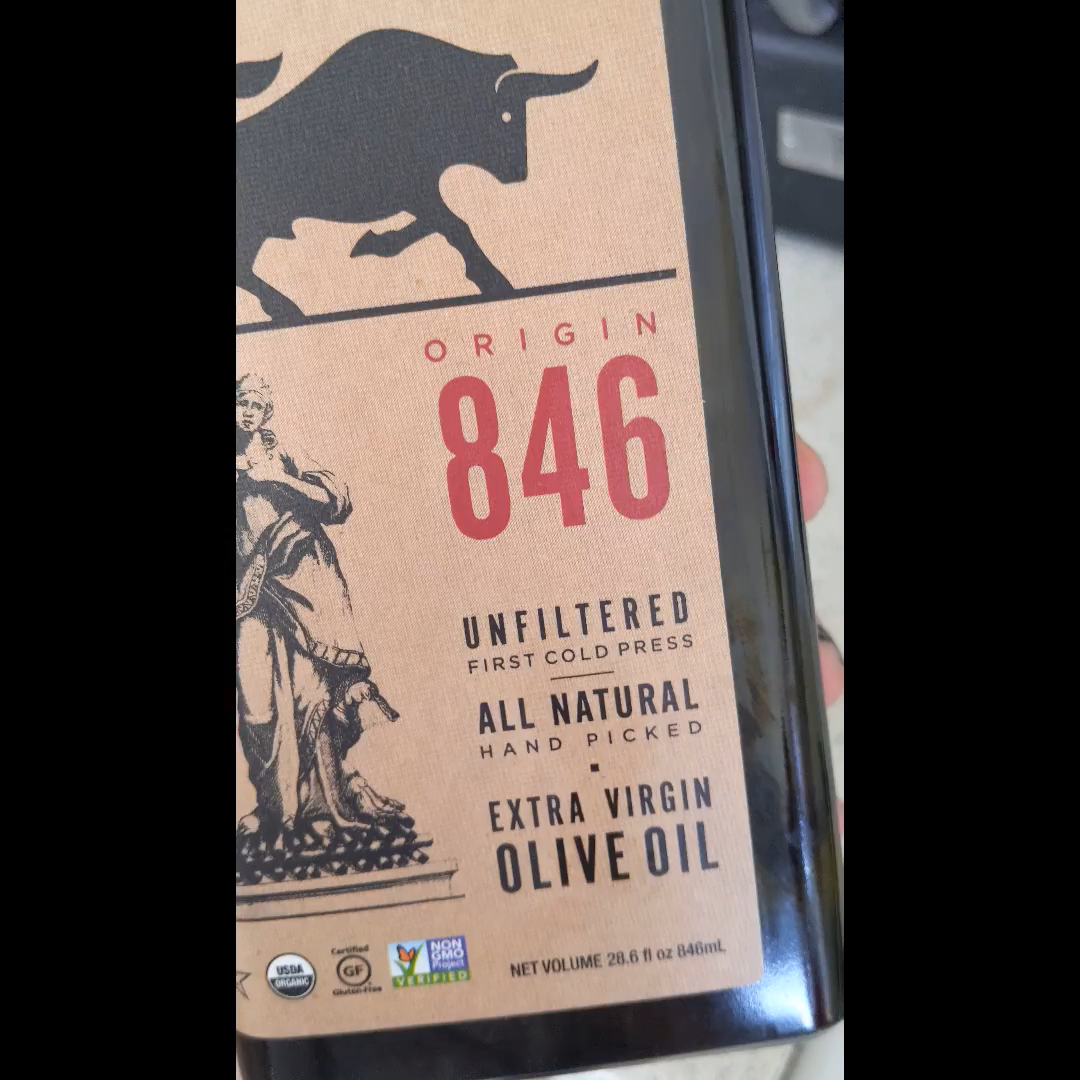 ORIGIN
846
UNFILTERED
FIRST COLD PRESS
ALL NATURAL
HAND PICKED
EXTRA VIRGIN
OLIVE OIL
USDA
ORGANIC
Certified
GF
Gluten-Free
NON
GMO
Project
VERIFIED
NET VOLUME 28.6 fl oz 846mL